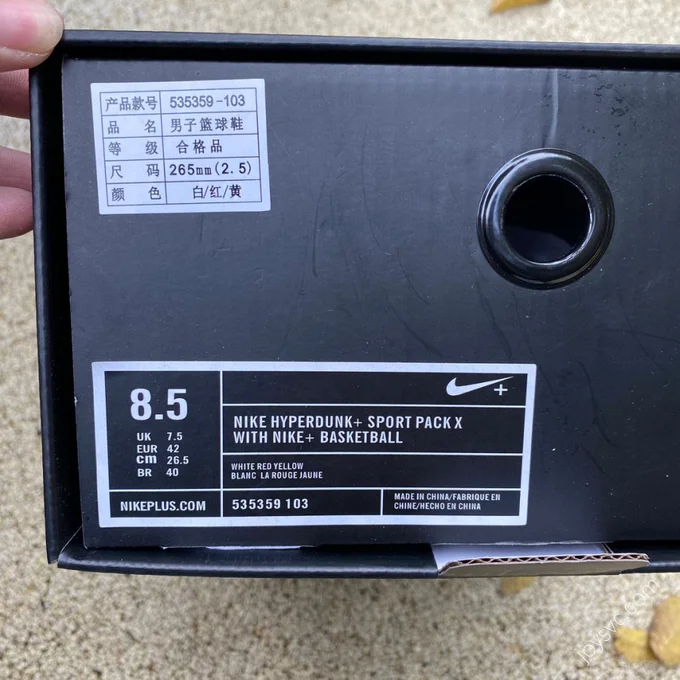 产品款号 535359-103
品 名 男子篮球鞋
等 级 合格品
尺 码 265mm(2.5)
颜 色 白/红/黄
8.5
UK 7.5
EUR 42
cm 26.5
BR 40
NIKEPLUS.COM
NIKE HYPERDUNK+ SPORT PACK X
WITH NIKE+ BASKETBALL
WHITE RED YELLOW
BLANC LA ROUGE JAUNE
535359 103
MADE IN CHINA/FABRIQUE EN
CHINE/HECHO EN CHINA